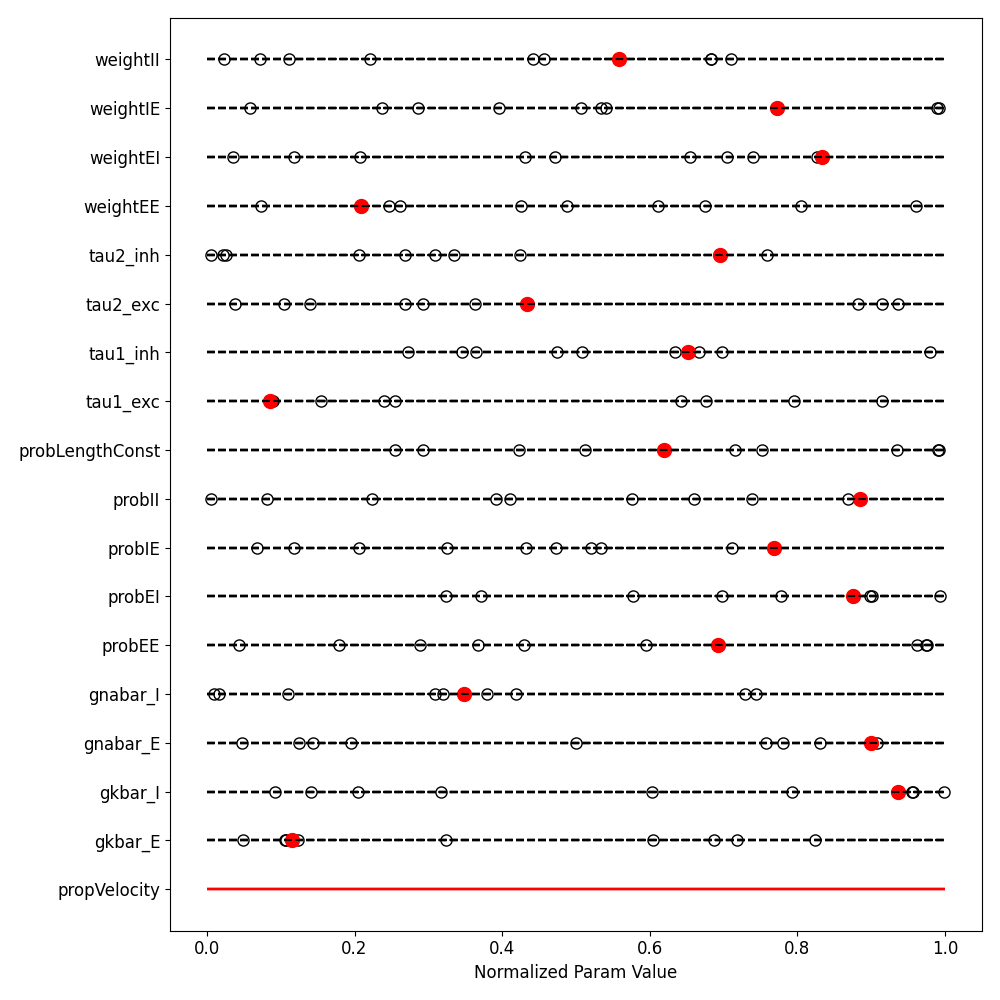 weightII
weightIE
weightEI
weightEE
tau2_inh
tau2_exc
tau1_inh
tau1_exc
probLengthConst
probII
probIE
probEI
probEE
gnabar_I
gnabar_E
gkbar_I
gkbar_E
propVelocity
0.0 0.2 0.4 0.6 0.8 1.0
Normalized Param Value